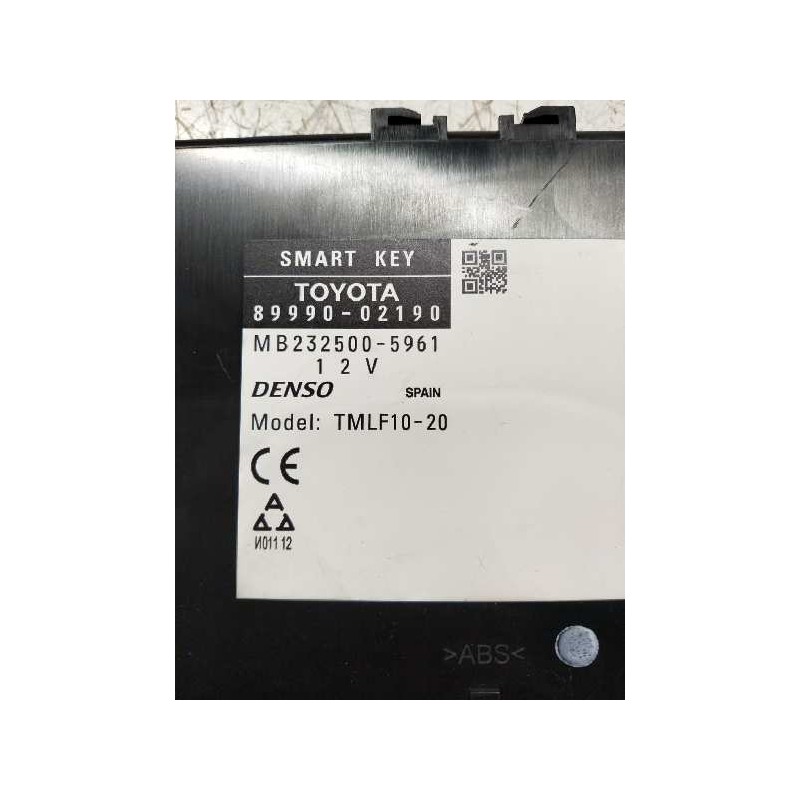 SMART KEY
TOYOTA
89990-02190
MB232500-5961
12V
DENSO SPAIN
Model: TMLF10-20
CE
И011 12
>ABS<